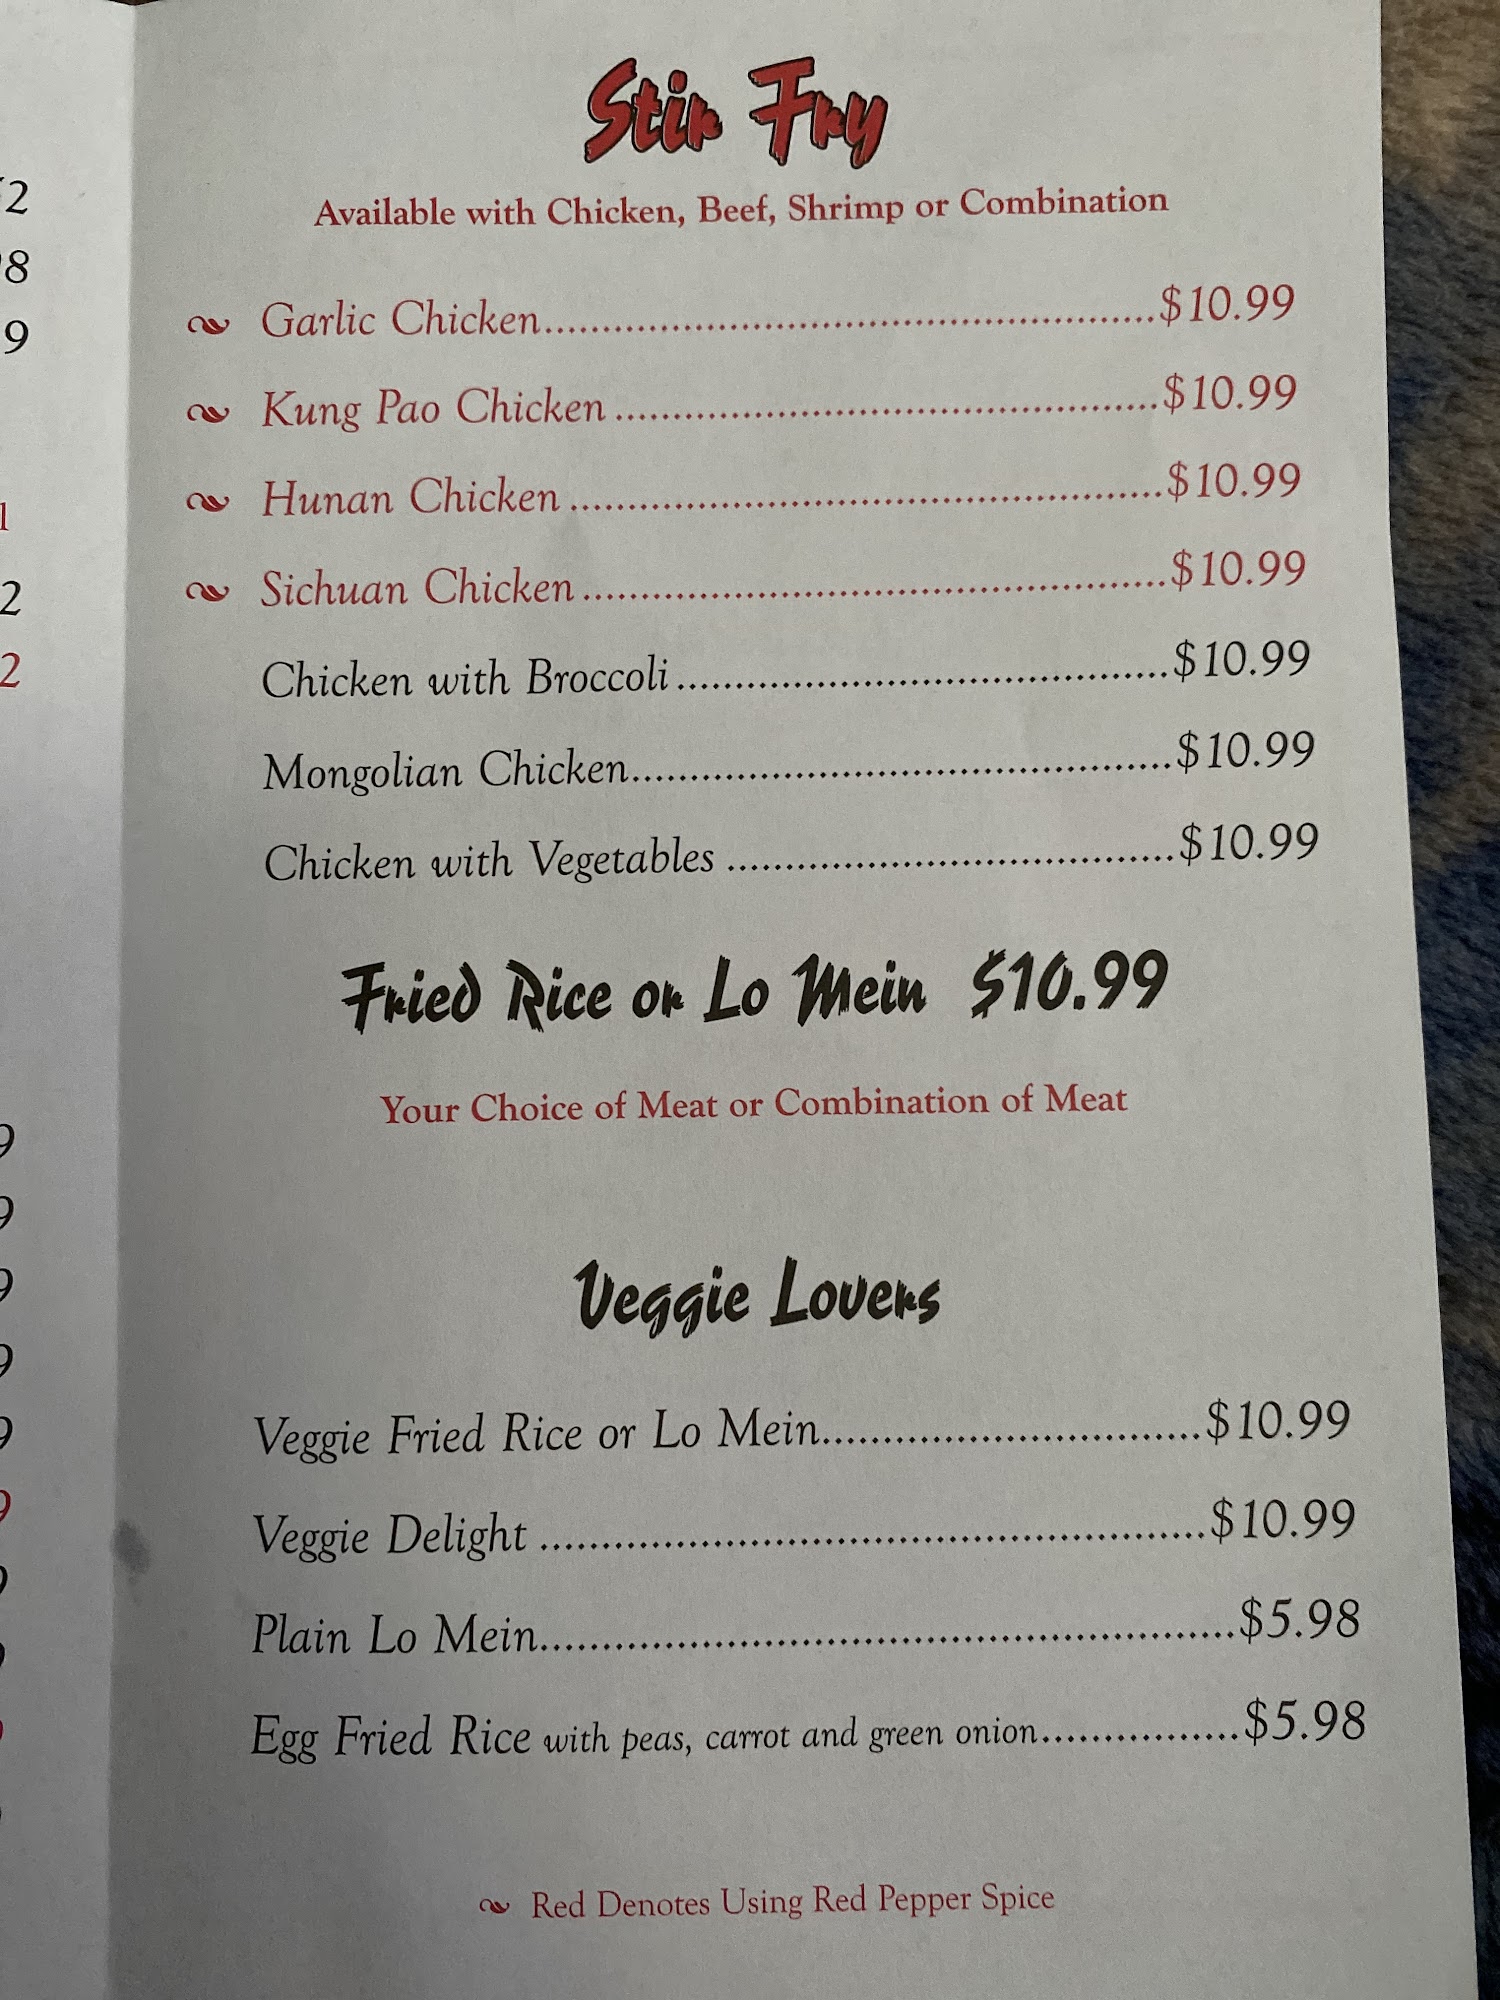 Stir Fry
Available with Chicken, Beef, Shrimp or Combination
Garlic Chicken.....................................................$10.99
Kung Pao Chicken ...............................................$10.99
Hunan Chicken ...................................................$10.99
Sichuan Chicken ..................................................$10.99
Chicken with Broccoli ..........................................$10.99
Mongolian Chicken...............................................$10.99
Chicken with Vegetables .......................................$10.99
Fried Rice or Lo Mein $10.99
Your Choice of Meat or Combination of Meat
Veggie Lovers
Veggie Fried Rice or Lo Mein...............................$10.99
Veggie Delight ......................................................$10.99
Plain Lo Mein........................................................$5.98
Egg Fried Rice with peas, carrot and green onion.................$5.98
Red Denotes Using Red Pepper Spice